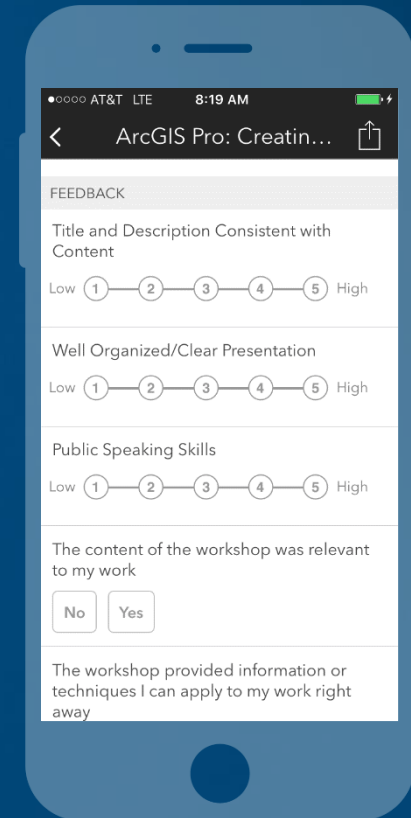 AT&T LTE 8:19 AM
ArcGIS Pro: Creatin...
FEEDBACK
Title and Description Consistent with
Content
Low 1 2 3 4 5 High
Well Organized/Clear Presentation
Low 1 2 3 4 5 High
Public Speaking Skills
Low 1 2 3 4 5 High
The content of the workshop was relevant
to my work
No Yes
The workshop provided information or
techniques I can apply to my work right
away